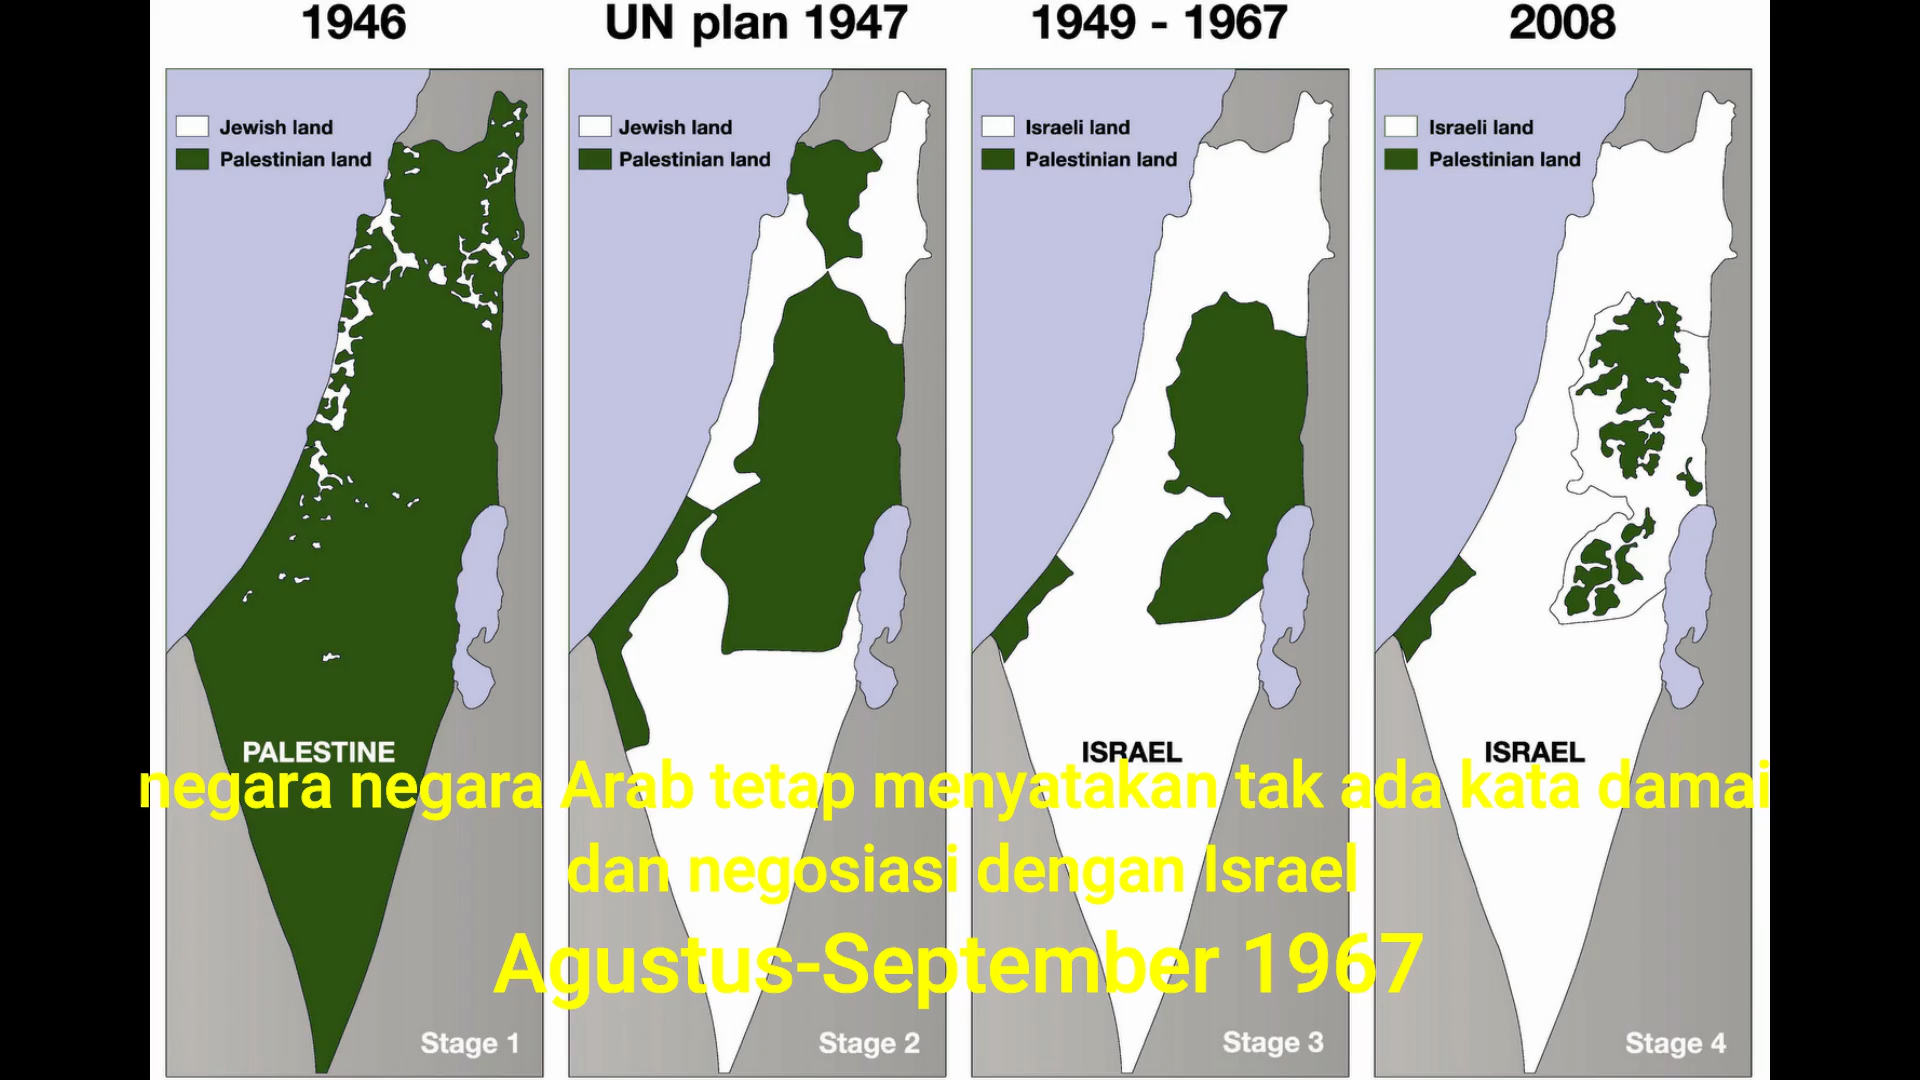 1946
UN plan 1947
1949 - 1967
2008
Jewish land
Palestinian land
Jewish land
Palestinian land
Israeli land
Palestinian land
Israeli land
Palestinian land
PALESTINE
ISRAEL
ISRAEL
negara negara Arab tetap menyatakan tak ada kata damai
dan negosiasi dengan Israel
Agustus-September 1967
Stage 1
Stage 2
Stage 3
Stage 4